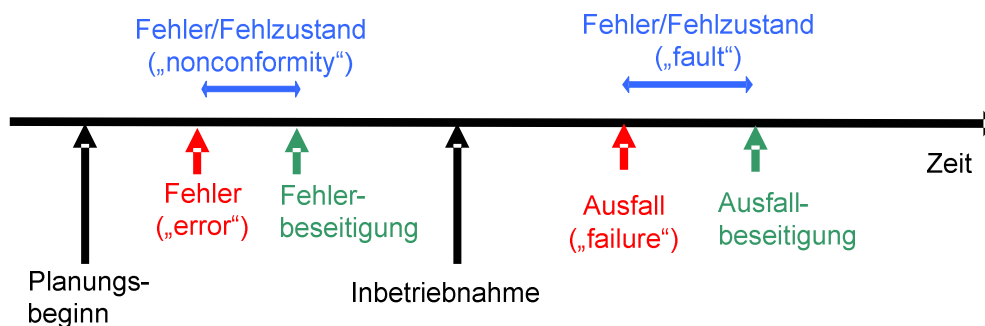 Fehler/Fehlzustand
(„nonconformity“)
Fehler/Fehlzustand
(„fault“)
Zeit
Fehler
(„error“)
Fehler-
beseitigung
Ausfall
(„failure“)
Ausfall-
beseitigung
Planungs-
beginn
Inbetriebnahme